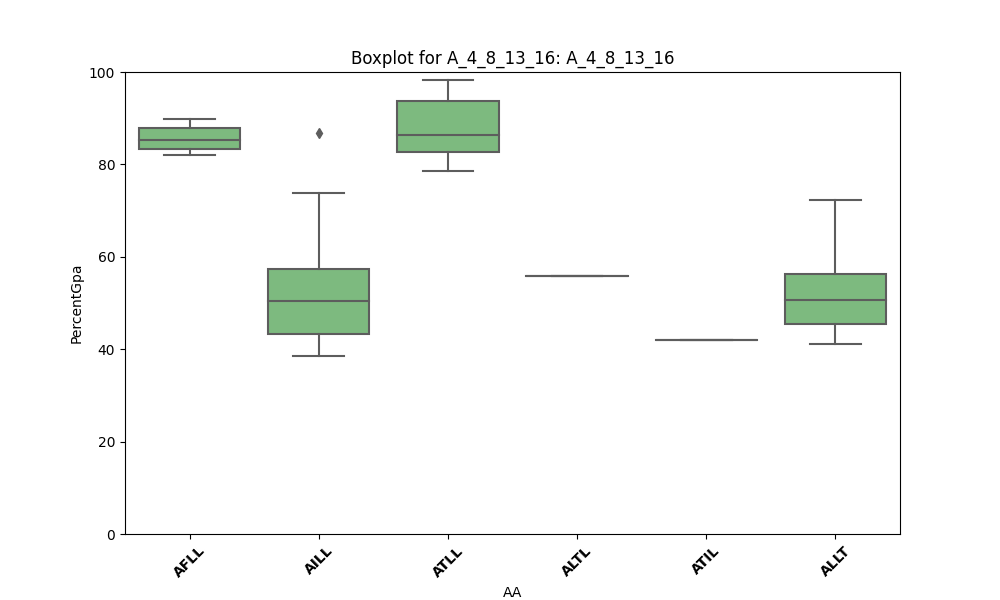 Boxplot for A_4_8_13_16: A_4_8_13_16
100
80
60
40
20
0
PercentGpa
AFLL
AILL
ATLL
ALTL
ATIL
ALLT
AA